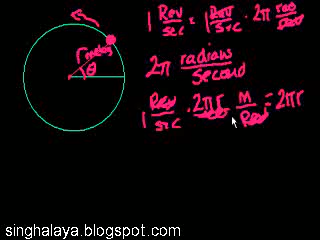 1 Rev/sec = 1 Rev/sec · 2π rad/Rev
r meters
θ
2π radians/second
1 Rev/sec · 2πr M/Rev = 2πr
singhalaya.blogspot.com